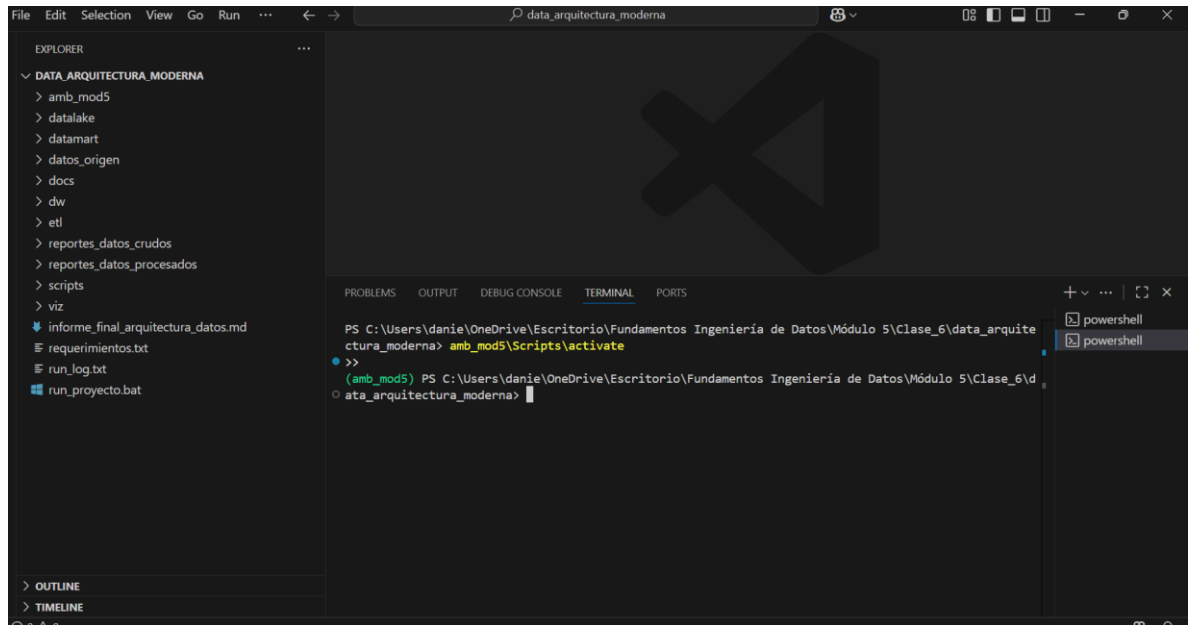 File Edit Selection View Go Run ···
data_arquitectura_moderna
EXPLORER ···
DATA_ARQUITECTURA_MODERNA
amb_mod5
datalake
datamart
datos_origen
docs
dw
etl
reportes_datos_crudos
reportes_datos_procesados
scripts
viz
informe_final_arquitectura_datos.md
requerimientos.txt
run_log.txt
run_proyecto.bat
OUTLINE
TIMELINE
PROBLEMS OUTPUT DEBUG CONSOLE TERMINAL PORTS
PS C:\Users\danie\OneDrive\Escritorio\Fundamentos Ingeniería de Datos\Módulo 5\Clase_6\data_arquite
ctura_moderna> amb_mod5\Scripts\activate
>>
(amb_mod5) PS C:\Users\danie\OneDrive\Escritorio\Fundamentos Ingeniería de Datos\Módulo 5\Clase_6\d
ata_arquitectura_moderna>
powershell
powershell